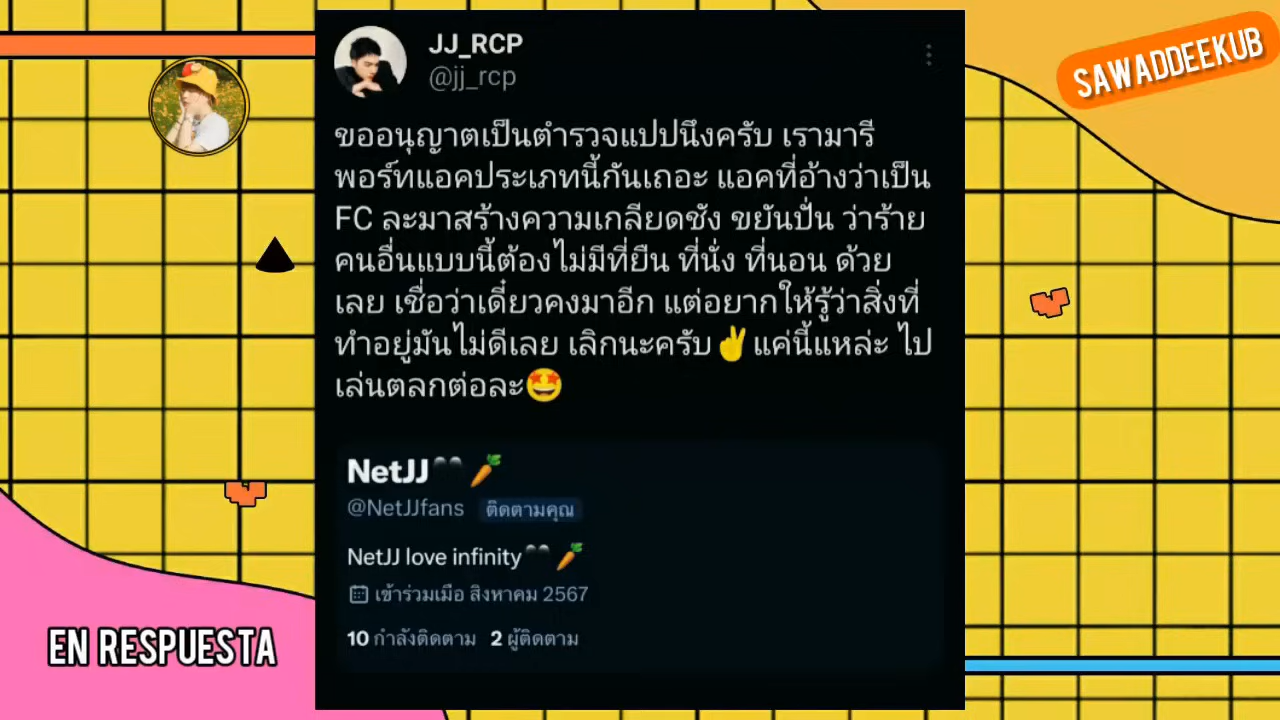 JJ_RCP
@jj_rcp
SAWADDEEKUB
ขออนุญาตเป็นตำรวจแปปนึงครับ เรามารี
พอร์ทแอคประเภทนี้กันเถอะ แอคที่อ้างว่าเป็น
FC ละมาสร้างความเกลียดชัง ขยันปั่น ว่าร้าย
คนอื่นแบบนี้ต้องไม่มีที่ยืน ที่นั่ง ที่นอน ด้วย
เลย เชื่อว่าเดี๋ยวคงมาอีก แต่อยากให้รู้ว่าสิ่งที่
ทำอยู่มันไม่ดีเลย เลิกนะครับ✌️แค่นี้แหล่ะ ไป
เล่นตลกต่อละ🤩
NetJJ🖤🥕
@NetJJfans ติดตามคุณ
NetJJ love infinity🖤🥕
เข้าร่วมเมื่อ สิงหาคม 2567
10 กำลังติดตาม 2 ผู้ติดตาม
EN RESPUESTA